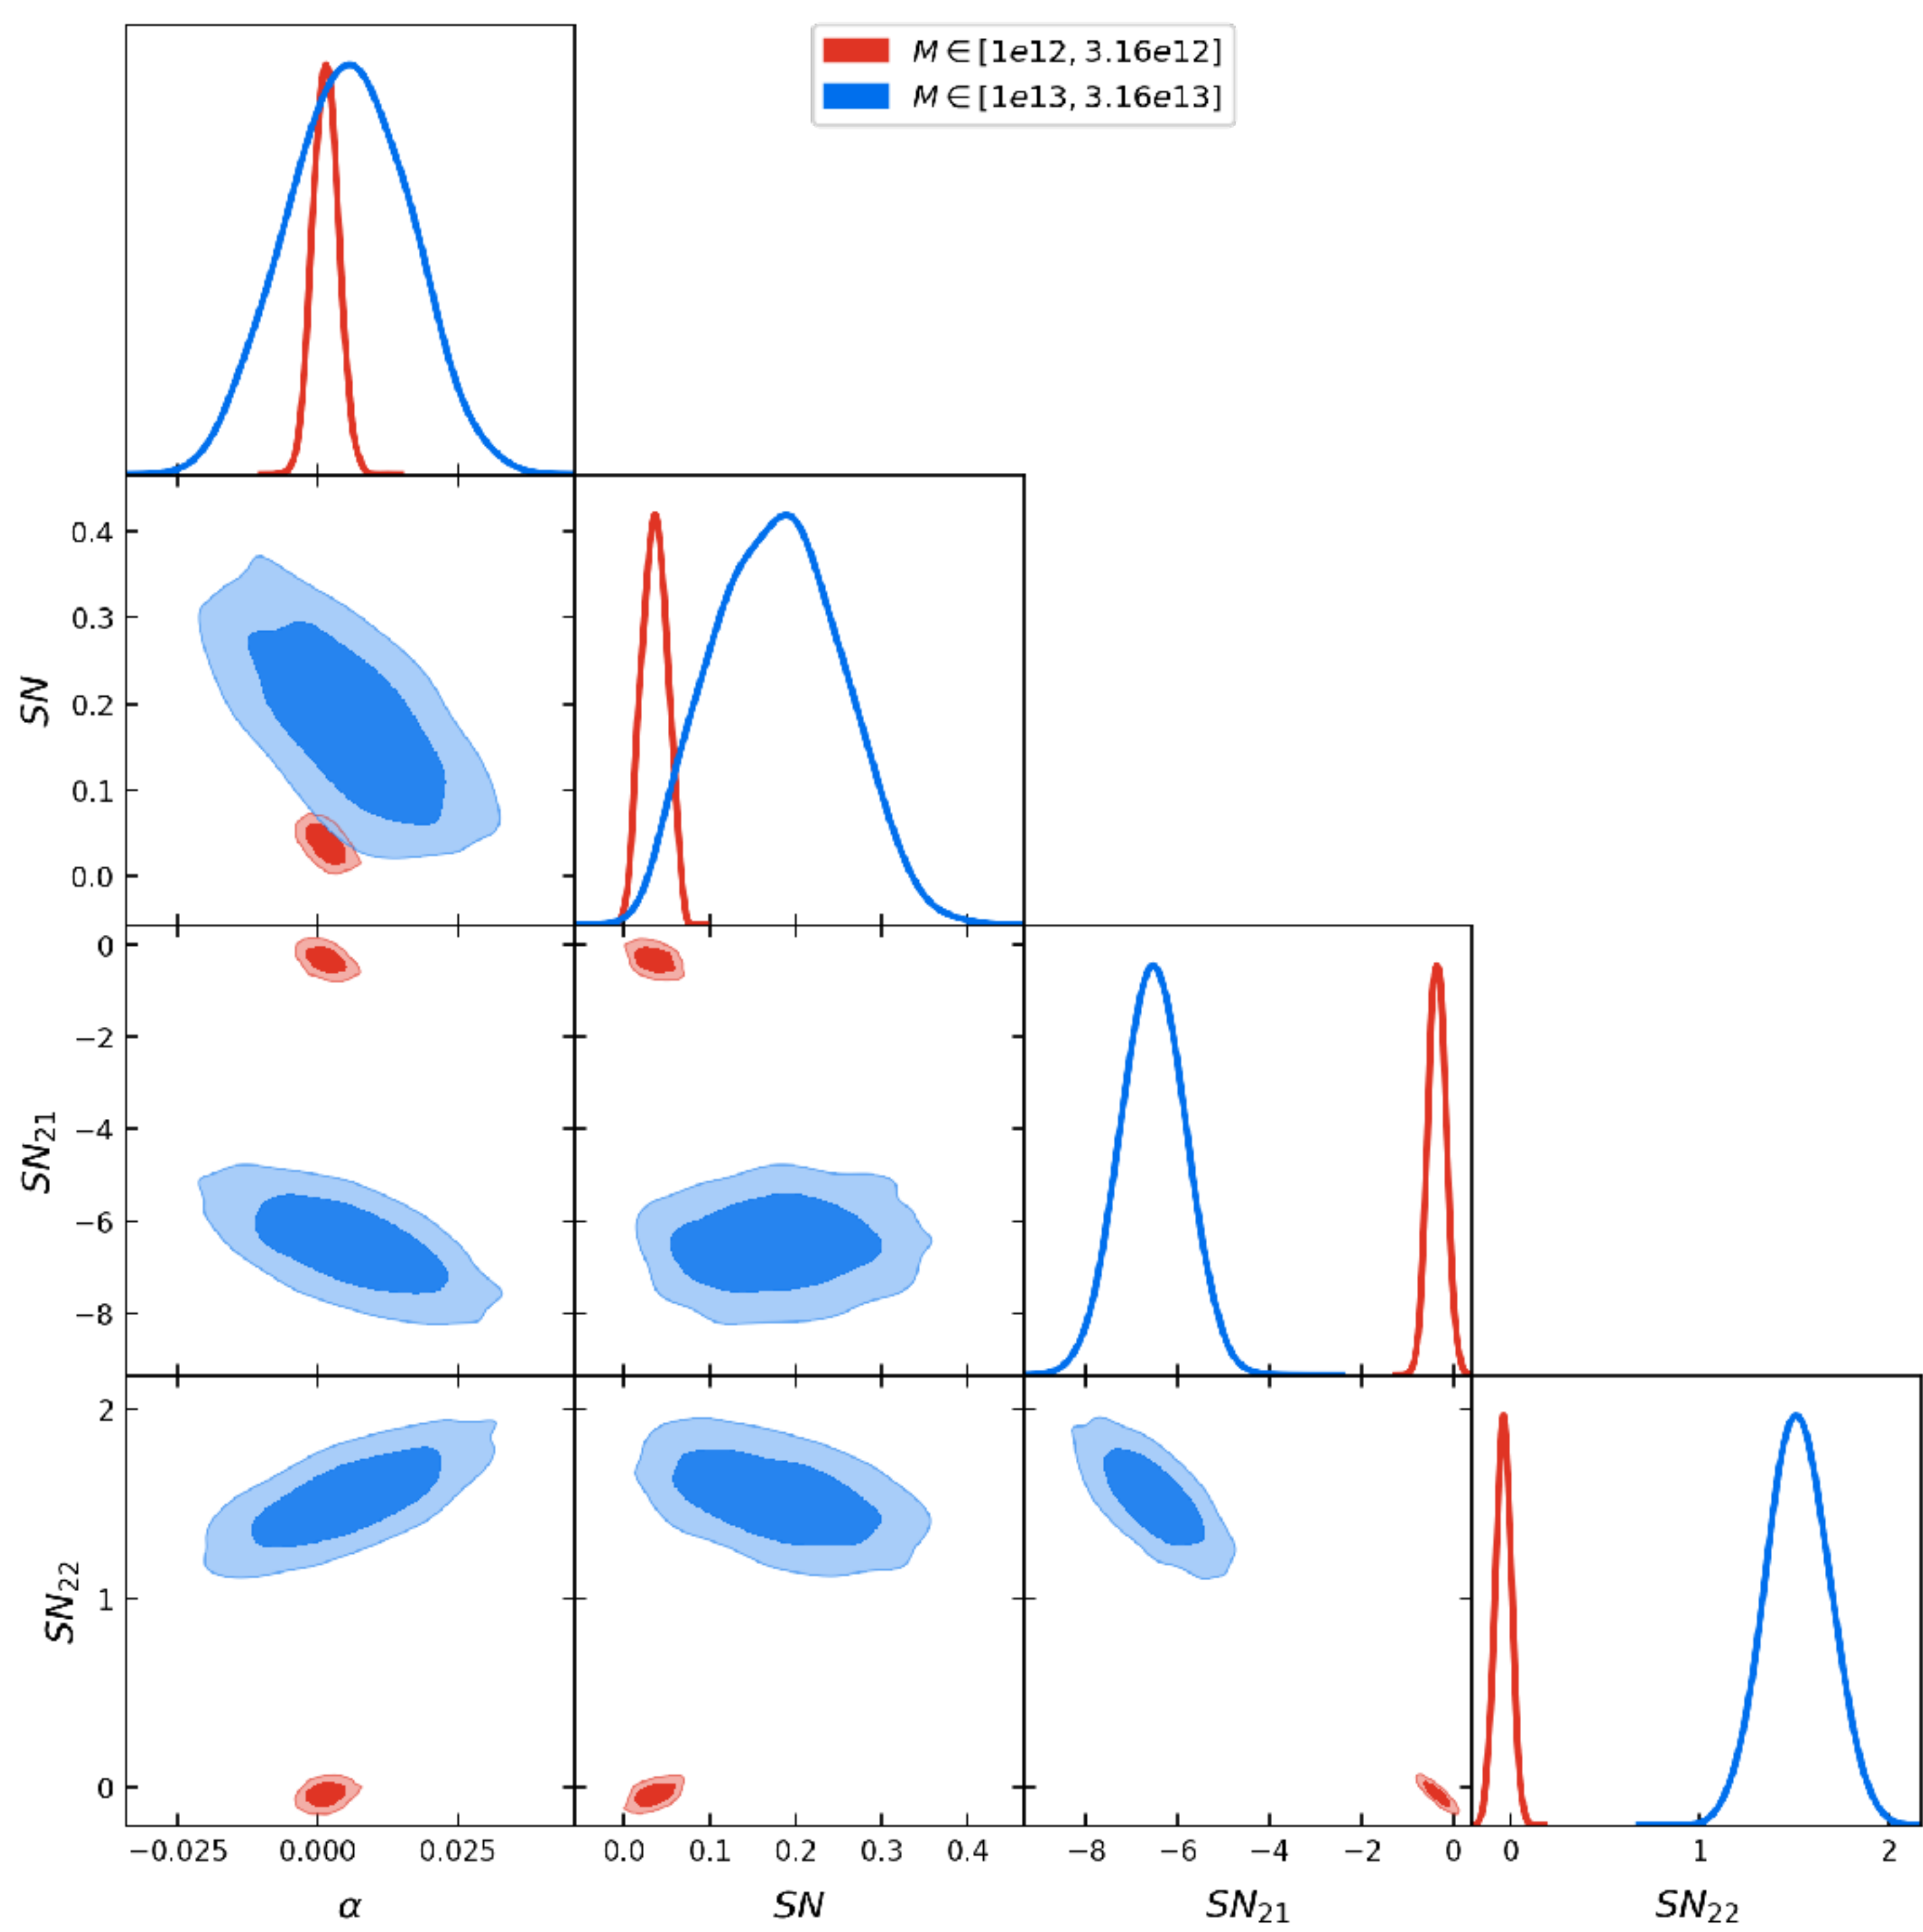 M ∈ [1e12, 3.16e12]
M ∈ [1e13, 3.16e13]
0.4
0.3
0.2
0.1
0.0
SN
0
−2
−4
−6
−8
SN₂₁
2
1
0
SN₂₂
−0.025 0.000 0.025 0.0 0.1 0.2 0.3 0.4 −8 −6 −4 −2 0 0 1 2
α SN SN₂₁ SN₂₂